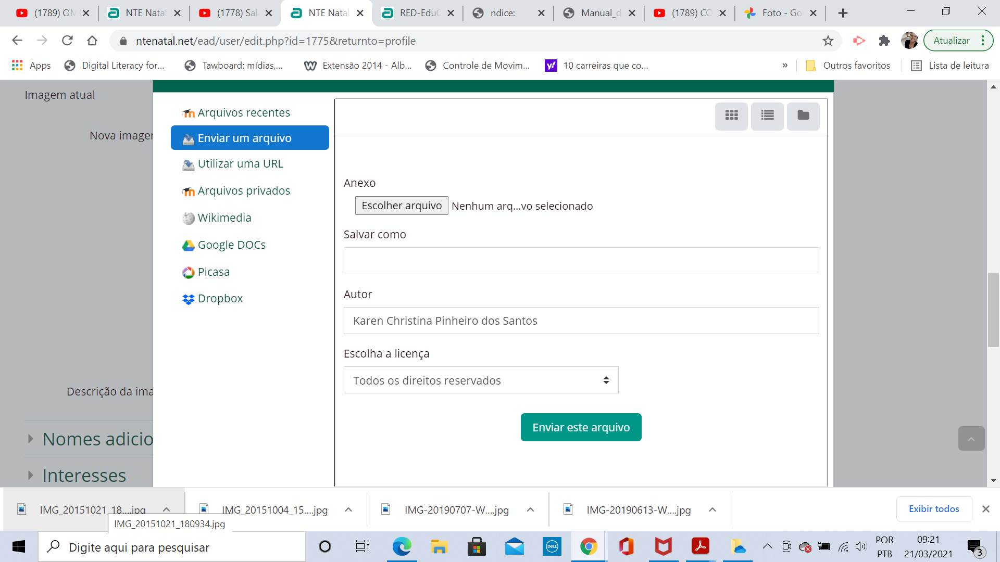 (1789) OM
NTE Natal
(1778) Sal
NTE Natal
RED-EduC
ndice:
Manual_d
(1789) CO
Foto - Go
ntenatal.net/ead/user/edit.php?id=1775&returnto=profile
Atualizar
Apps
Digital Literacy for...
Tawboard: mídias,...
Extensão 2014 - Alb...
Controle de Movim...
10 carreiras que co...
»
Outros favoritos
Lista de leitura
Imagem atual
Nova imagem
Descrição da ima
Nomes adicio
Interesses
Arquivos recentes
Enviar um arquivo
Utilizar uma URL
Arquivos privados
Wikimedia
Google DOCs
Picasa
Dropbox
Anexo
Escolher arquivo Nenhum arq...vo selecionado
Salvar como
Autor
Karen Christina Pinheiro dos Santos
Escolha a licença
Todos os direitos reservados
Enviar este arquivo
IMG_20151021_18....jpg
IMG_20151004_15....jpg
IMG-20190707-W....jpg
IMG-20190613-W....jpg
Exibir todos
IMG_20151021_180934.jpg
Digite aqui para pesquisar
DELL
POR
PTB
09:21
21/03/2021
3